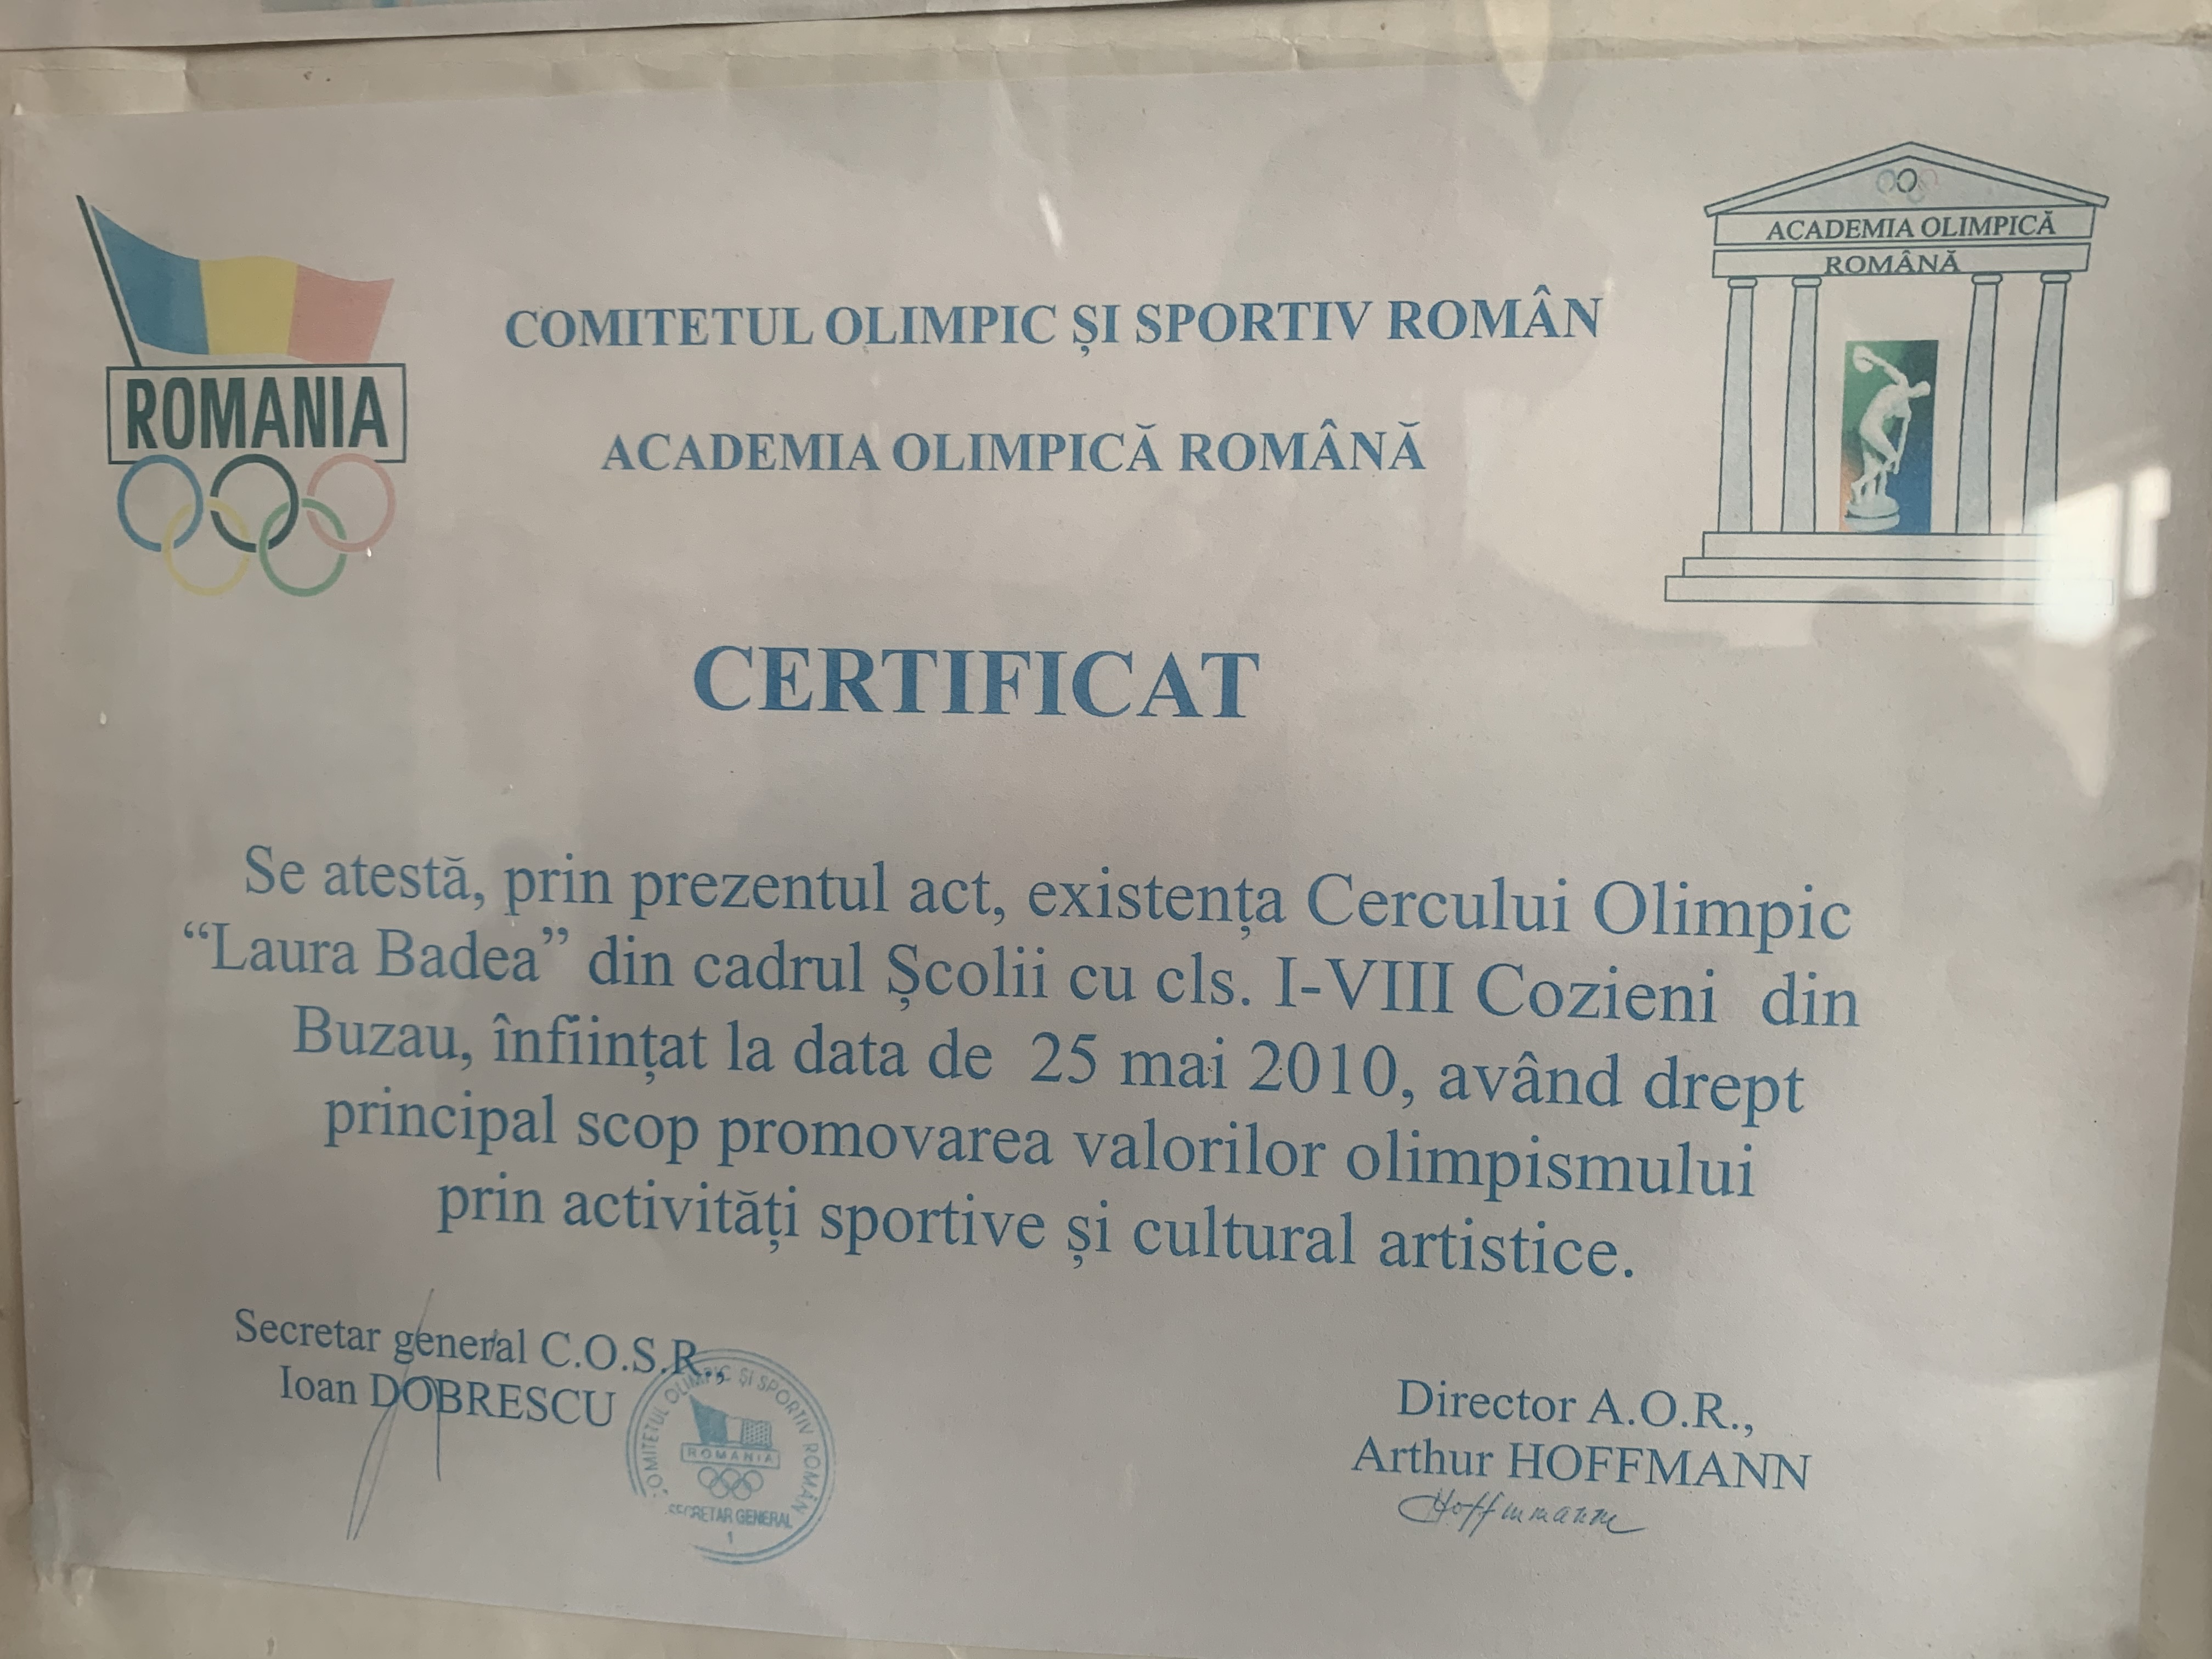 ROMANIA
COMITETUL OLIMPIC ȘI SPORTIV ROMÂN
ACADEMIA OLIMPICĂ ROMÂNĂ
ACADEMIA OLIMPICĂ
ROMÂNĂ
CERTIFICAT
Se atestă, prin prezentul act, existența Cercului Olimpic
“Laura Badea” din cadrul Școlii cu cls. I-VIII Cozieni din
Buzau, înființat la data de 25 mai 2010, având drept
principal scop promovarea valorilor olimpismului
prin activități sportive și cultural artistice.
Secretar general C.O.S.R.,
Ioan DOBRESCU
COMITETUL OLIMPIC ȘI SPORTIV ROMÂN
ROMANIA
SECRETAR GENERAL
1
Director A.O.R.,
Arthur HOFFMANN
Hoffmmann